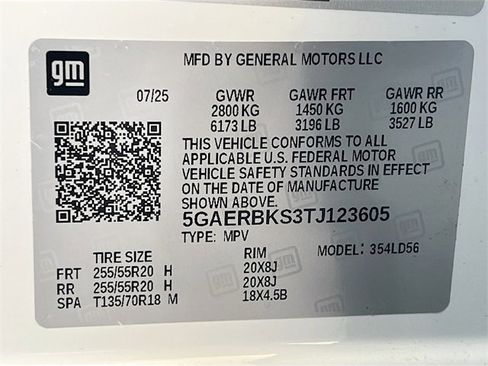 gm
MFD BY GENERAL MOTORS LLC
07/25 GVWR GAWR FRT GAWR RR
2800 KG 1450 KG 1600 KG
6173 LB 3196 LB 3527 LB
THIS VEHICLE CONFORMS TO ALL
APPLICABLE U.S. FEDERAL MOTOR
VEHICLE SAFETY STANDARDS IN EFFECT
ON THE DATE OF MANUFACTURE
SHOWN ABOVE.
5GAERBKS3TJ123605
TYPE: MPV MODEL: 354LD56
TIRE SIZE RIM
FRT 255/55R20 H 20X8J
RR 255/55R20 H 20X8J
SPA T135/70R18 M 18X4.5B